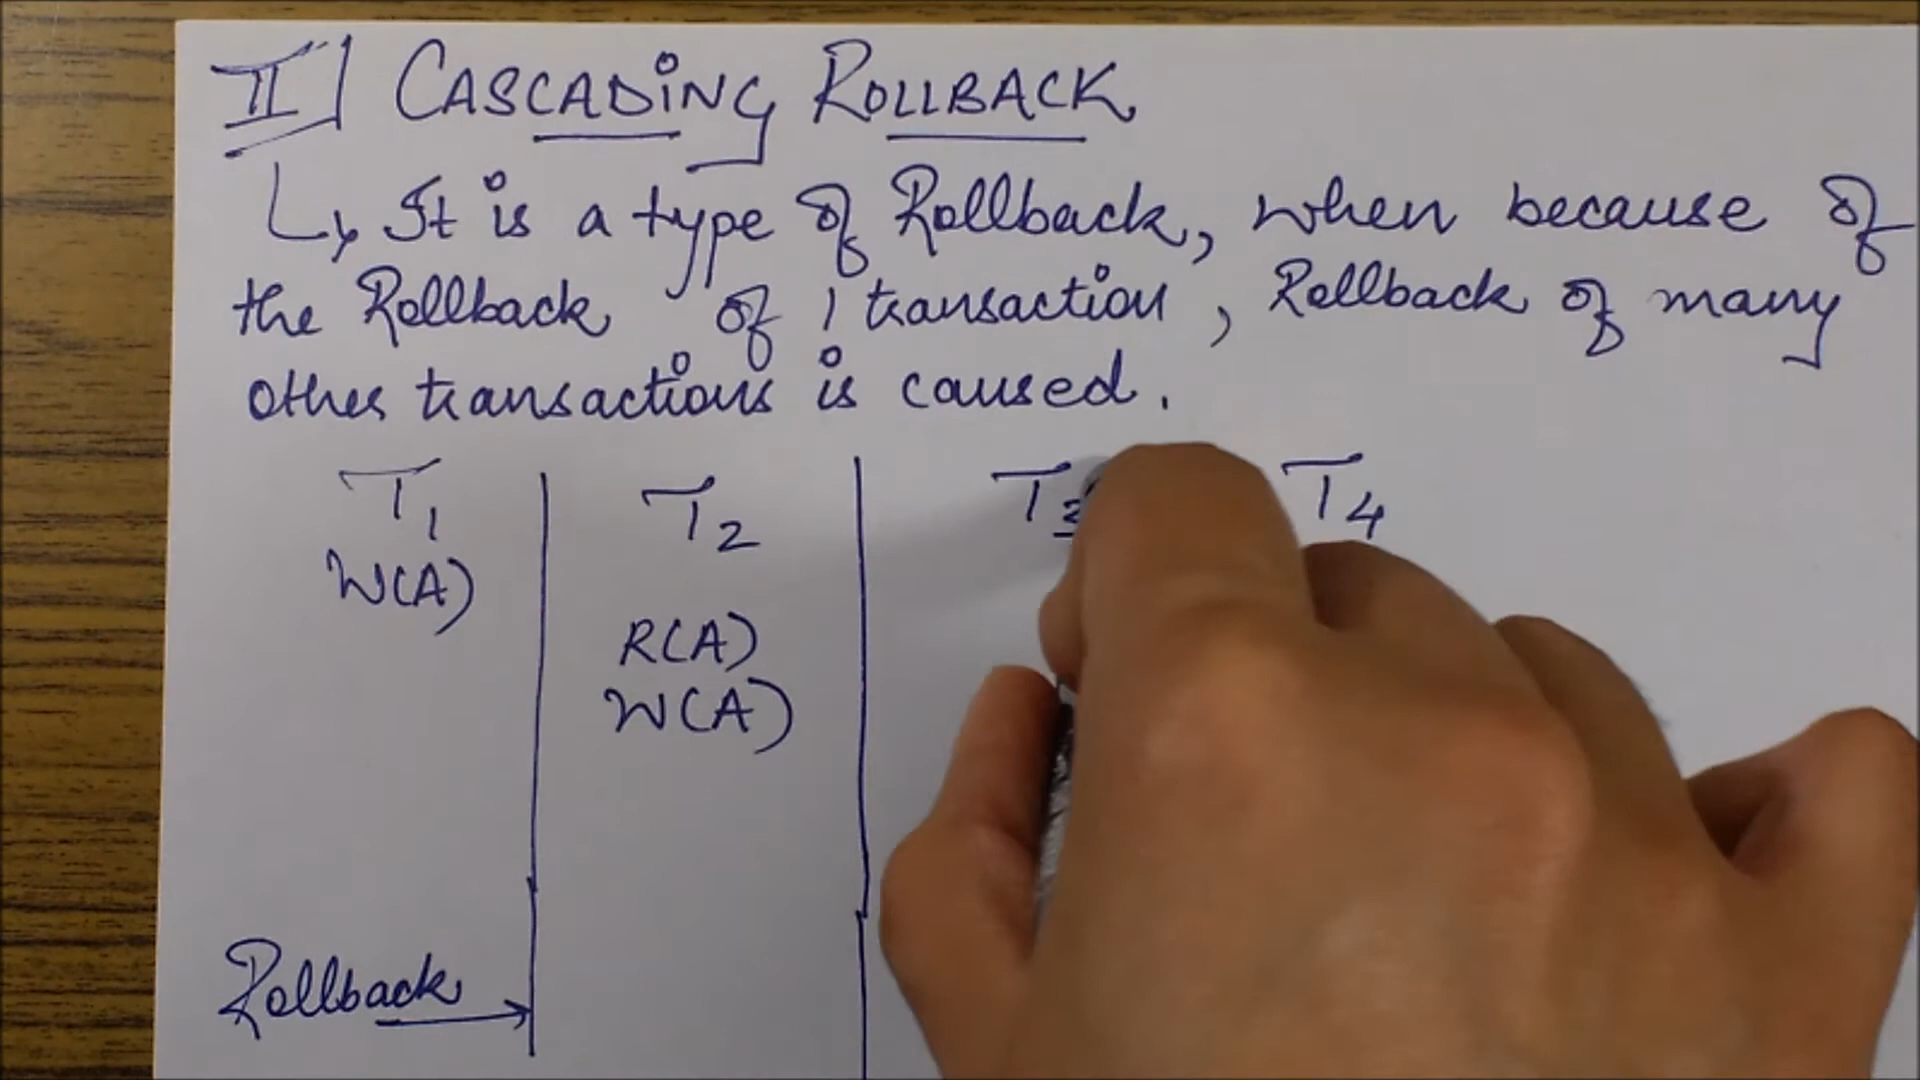 II] CASCADING ROLLBACK
↳ It is a type of Rollback, when because of
the Rollback of 1 transaction, Rollback of many
other transactions is caused.
T1 T2 T3 T4
W(A)
R(A)
W(A)
Rollback →